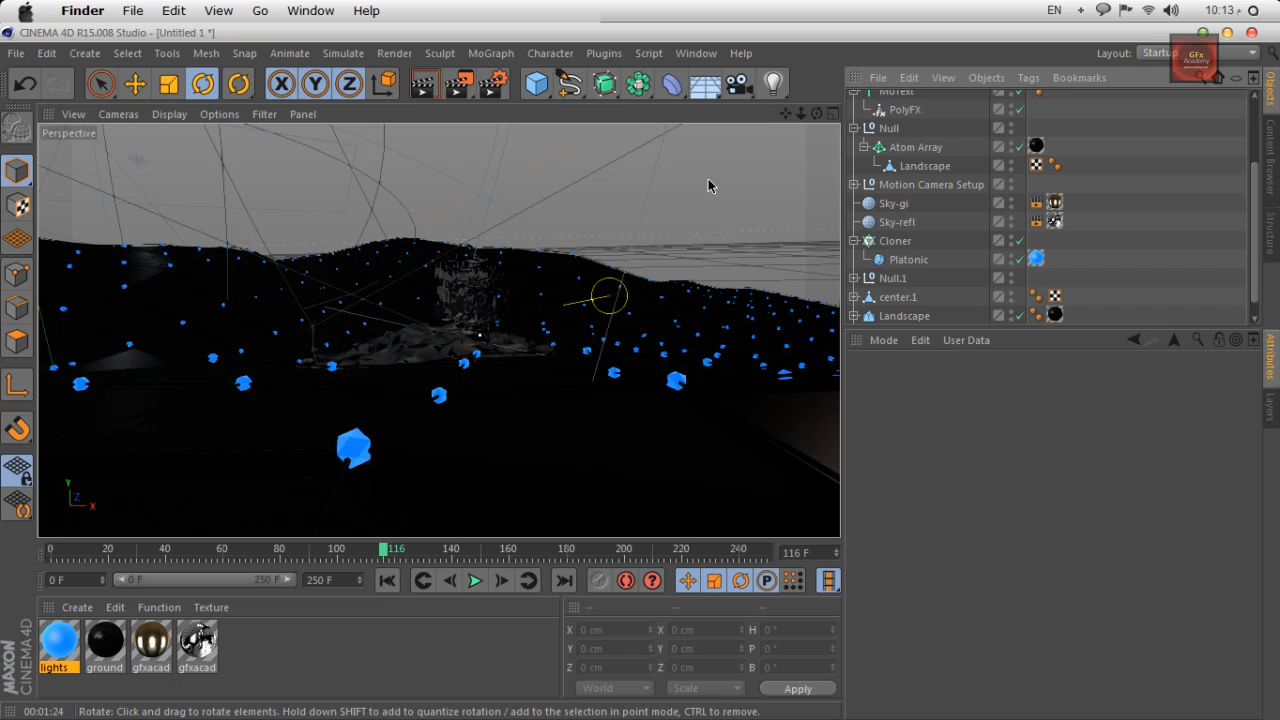 Finder File Edit View Go Window Help EN 10:13 م
CINEMA 4D R15.008 Studio - [Untitled 1 *]
File Edit Create Select Tools Mesh Snap Animate Simulate Render Sculpt MoGraph Character Plugins Script Window Help Layout: Startup
GFx
Academy
X Y Z
File Edit View Objects Tags Bookmarks
View Cameras Display Options Filter Panel
Perspective
MoText
PolyFX
Null
Atom Array
Landscape
Motion Camera Setup
Sky-gi
Sky-refl
Cloner
Platonic
Null.1
center.1
Landscape
Objects
Content Browser
Structure
Mode Edit User Data
Attributes
Layers
Y
Z
X
0 20 40 60 80 100 116 140 160 180 200 220 240 116 F
0 F 0 F 250 F 250 F P
Create Edit Function Texture
-- -- --
X 0 cm X 0 cm H 0 °
Y 0 cm Y 0 cm P 0 °
Z 0 cm Z 0 cm B 0 °
World Scale Apply
lights ground gfxacad gfxacad
MAXON
CINEMA 4D
00:01:24 Rotate: Click and drag to rotate elements. Hold down SHIFT to add to quantize rotation / add to the selection in point mode, CTRL to remove.